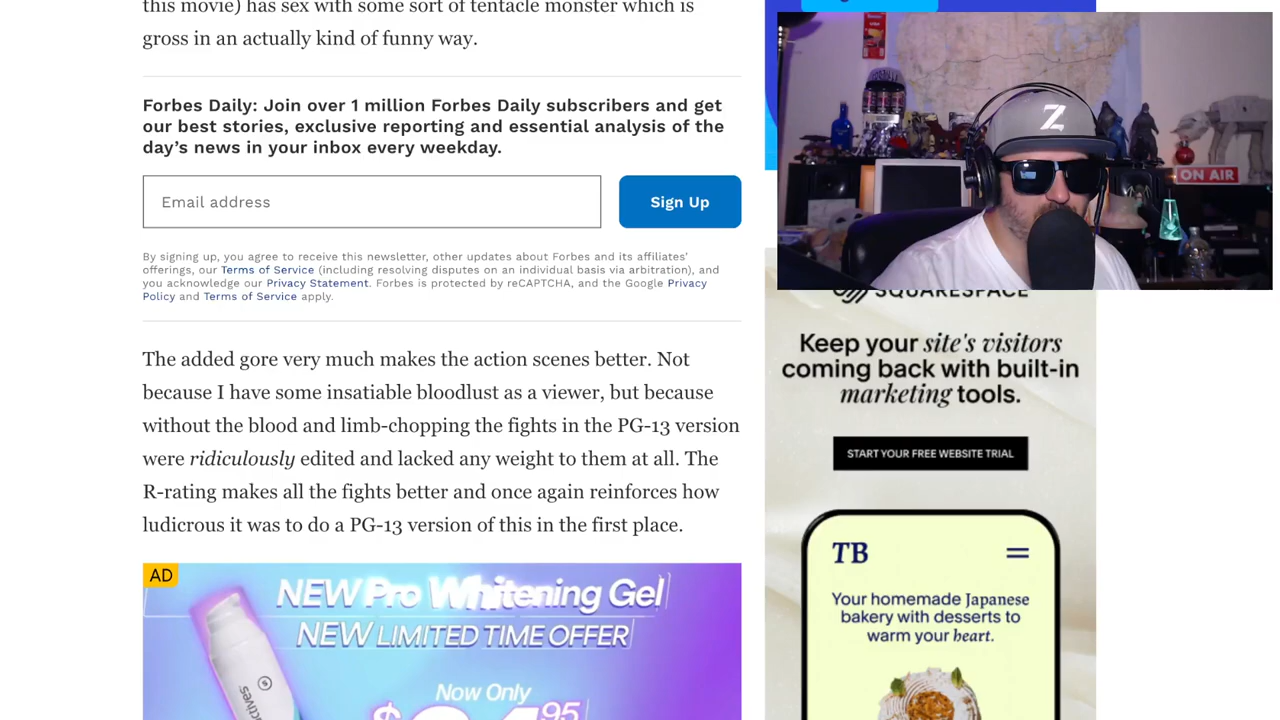 this movie) has sex with some sort of tentacle monster which is
gross in an actually kind of funny way.
Forbes Daily: Join over 1 million Forbes Daily subscribers and get
our best stories, exclusive reporting and essential analysis of the
day's news in your inbox every weekday.
Email address
Sign Up
By signing up, you agree to receive this newsletter, other updates about Forbes and its affiliates'
offerings, our Terms of Service (including resolving disputes on an individual basis via arbitration), and
you acknowledge our Privacy Statement. Forbes is protected by reCAPTCHA, and the Google Privacy
Policy and Terms of Service apply.
The added gore very much makes the action scenes better. Not
because I have some insatiable bloodlust as a viewer, but because
without the blood and limb-chopping the fights in the PG-13 version
were ridiculously edited and lacked any weight to them at all. The
R-rating makes all the fights better and once again reinforces how
ludicrous it was to do a PG-13 version of this in the first place.
AD
NEW Pro Whitening Gel
NEW LIMITED TIME OFFER
Now Only
Z
ON AIR
SQUARESPACE
Keep your site's visitors
coming back with built-in
marketing tools.
START YOUR FREE WEBSITE TRIAL
TB
Your homemade Japanese
bakery with desserts to
warm your heart.